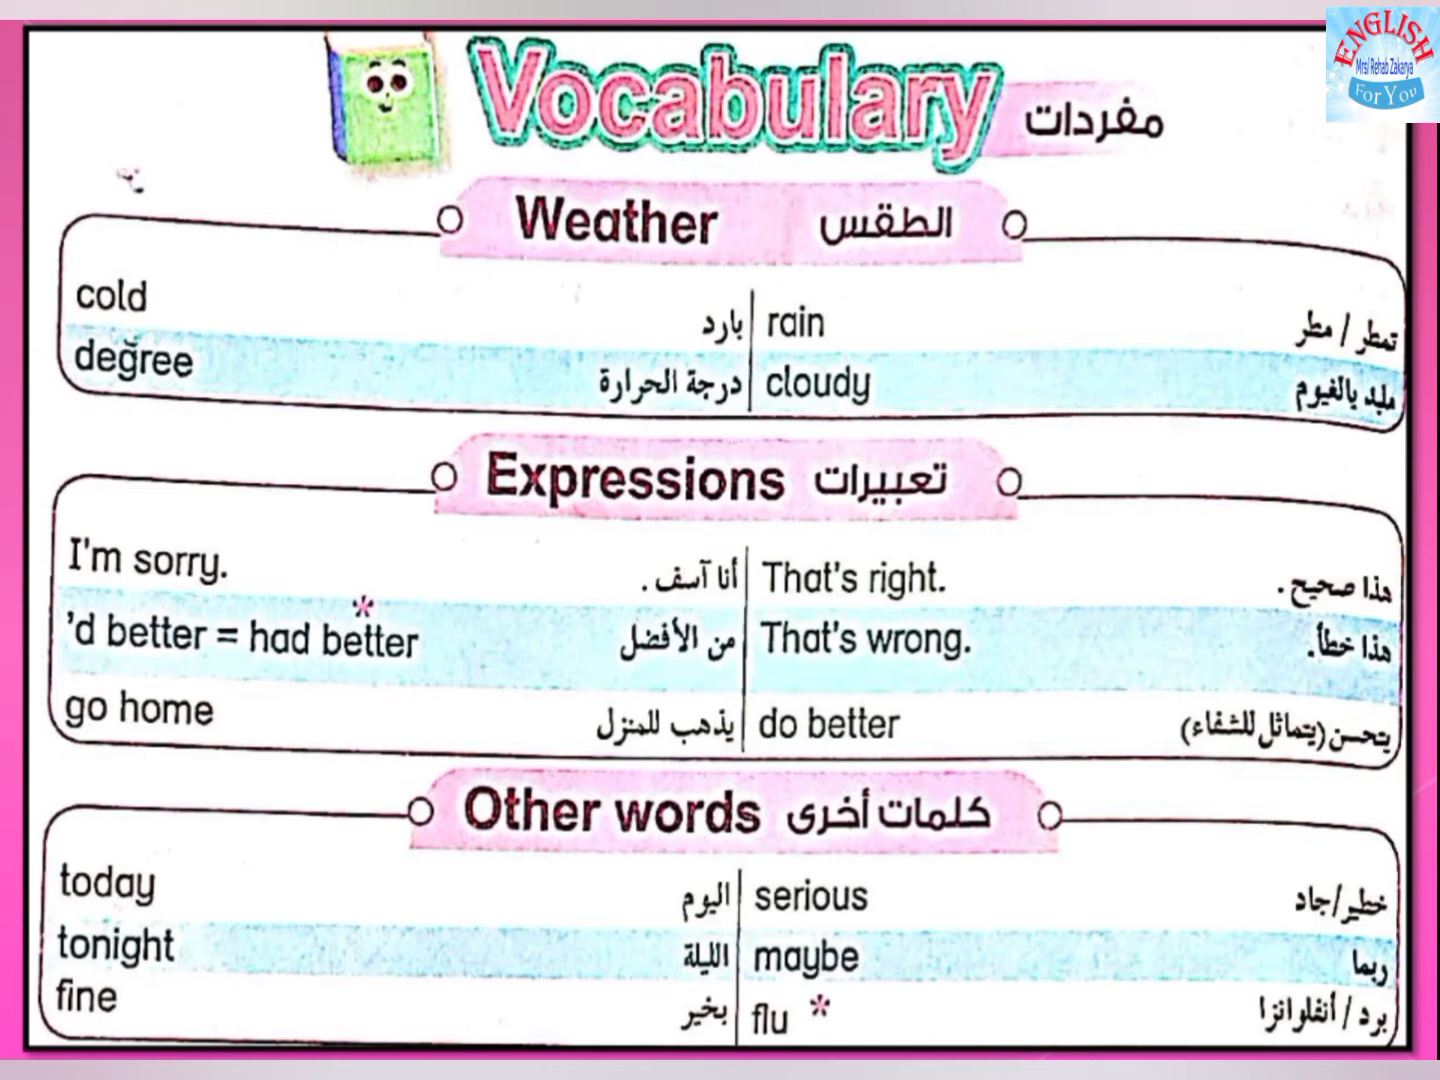 ENGLISH
Mrs/ Rehab Zakarya
For You
Vocabulary مفردات
Weather الطقس
cold بارد rain تمطر / مطر
degree درجة الحرارة cloudy ملبد بالغيوم
Expressions تعبيرات
I'm sorry. أنا آسف . That's right. هذا صحيح .
'd better = had better * من الأفضل That's wrong. هذا خطأ.
go home يذهب للمنزل do better يتحسن (يتماثل للشفاء)
Other words كلمات أخرى
today اليوم serious خطير/جاد
tonight الليلة maybe ربما
fine بخير flu * برد / أنفلوانزا